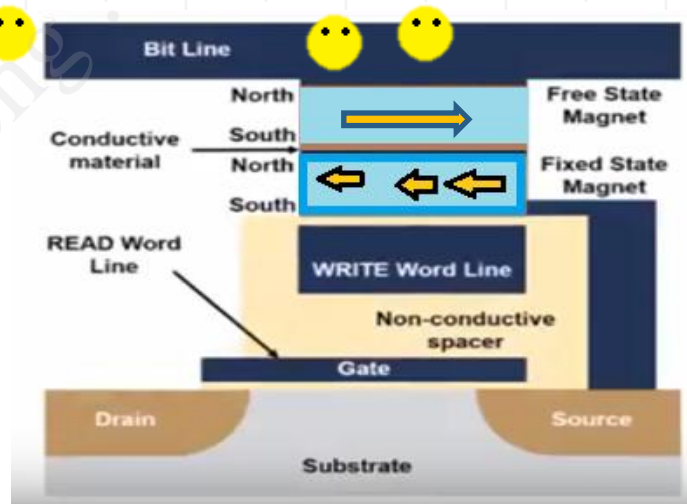 Bit Line
North
Free State
Magnet
Conductive
material
South
North
Fixed State
Magnet
South
READ Word
Line
WRITE Word Line
Non-conductive
spacer
Gate
Drain
Source
Substrate